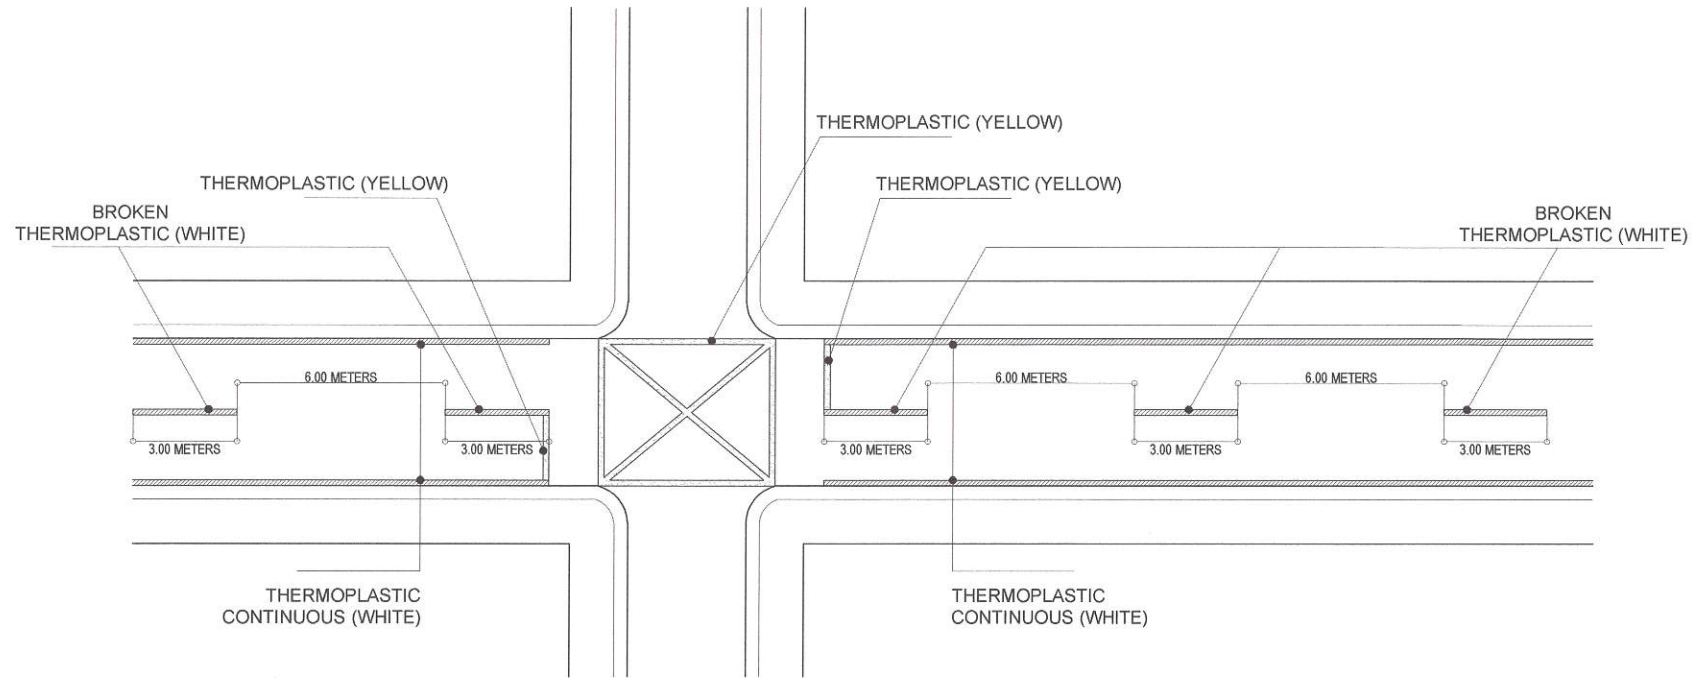 THERMOPLASTIC (YELLOW)
THERMOPLASTIC (YELLOW)
THERMOPLASTIC (YELLOW)
BROKEN
THERMOPLASTIC (WHITE)
BROKEN
THERMOPLASTIC (WHITE)
6.00 METERS
6.00 METERS
6.00 METERS
3.00 METERS
3.00 METERS
3.00 METERS
3.00 METERS
3.00 METERS
THERMOPLASTIC
CONTINUOUS (WHITE)
THERMOPLASTIC
CONTINUOUS (WHITE)